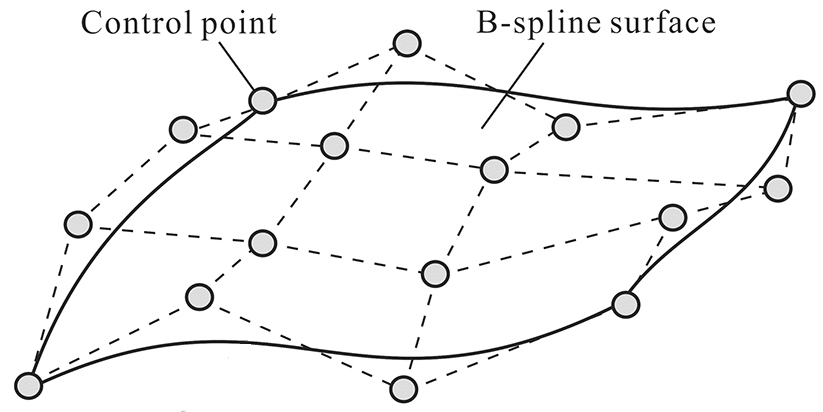 Control point
B-spline surface